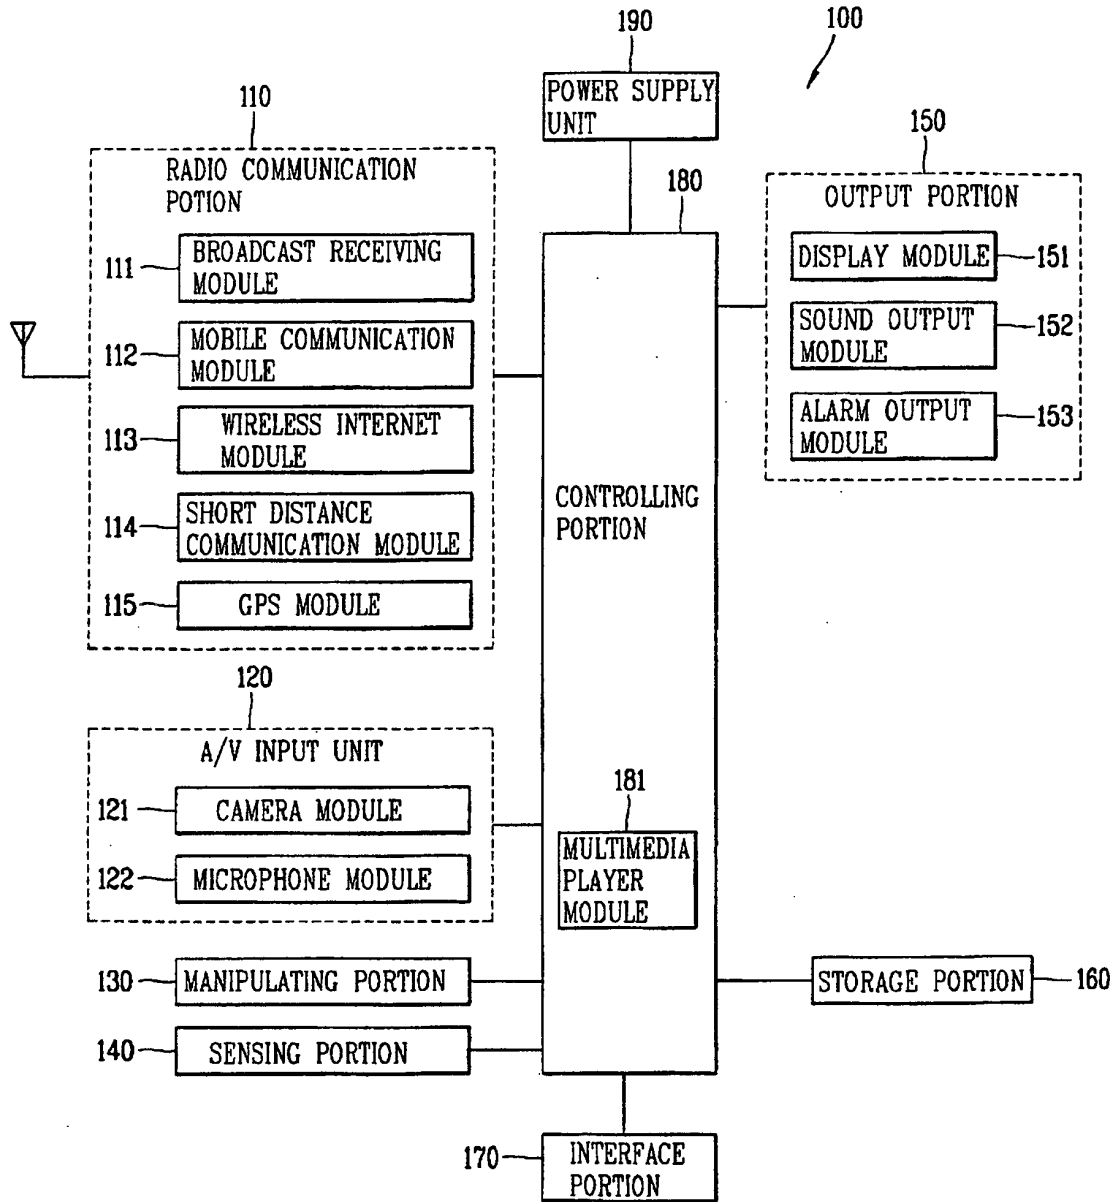 100
190
POWER SUPPLY
UNIT
110
RADIO COMMUNICATION
POTION
111
BROADCAST RECEIVING
MODULE
112
MOBILE COMMUNICATION
MODULE
113
WIRELESS INTERNET
MODULE
114
SHORT DISTANCE
COMMUNICATION MODULE
115
GPS MODULE
120
A/V INPUT UNIT
121
CAMERA MODULE
122
MICROPHONE MODULE
130
MANIPULATING PORTION
140
SENSING PORTION
180
CONTROLLING
PORTION
181
MULTIMEDIA
PLAYER
MODULE
150
OUTPUT PORTION
DISPLAY MODULE
151
SOUND OUTPUT
MODULE
152
ALARM OUTPUT
MODULE
153
STORAGE PORTION
160
170
INTERFACE
PORTION